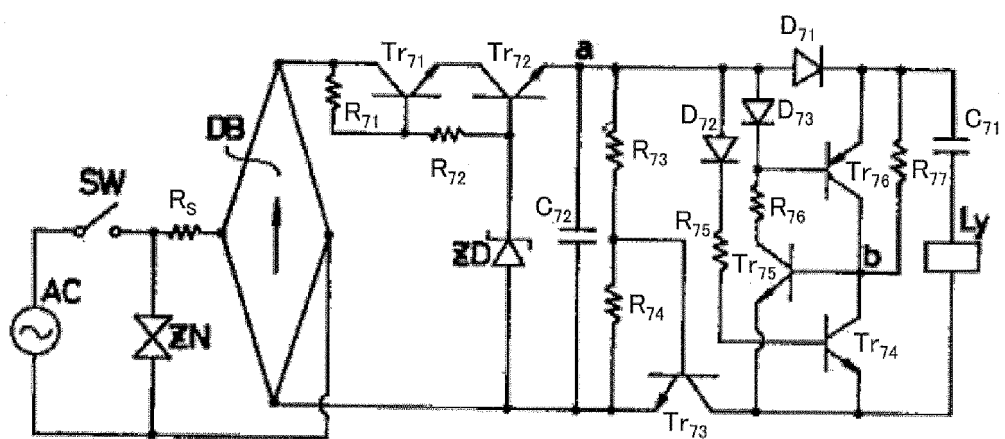 D71
Tr71 Tr72 a
R71 D72 D73 C71
DB R73 Tr76 R77
R72
SW RS R76 Ly
C72 R75
ZD Tr75 b
AC R74
ZN Tr74
Tr73